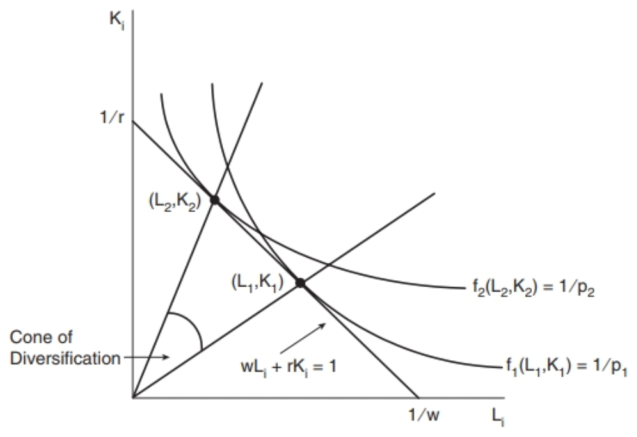 Kᵢ
1/r
(L₂,K₂)
(L₁,K₁)
f₂(L₂,K₂) = 1/p₂
Cone of
Diversification
wLᵢ + rKᵢ = 1
f₁(L₁,K₁) = 1/p₁
1/w
Lᵢ